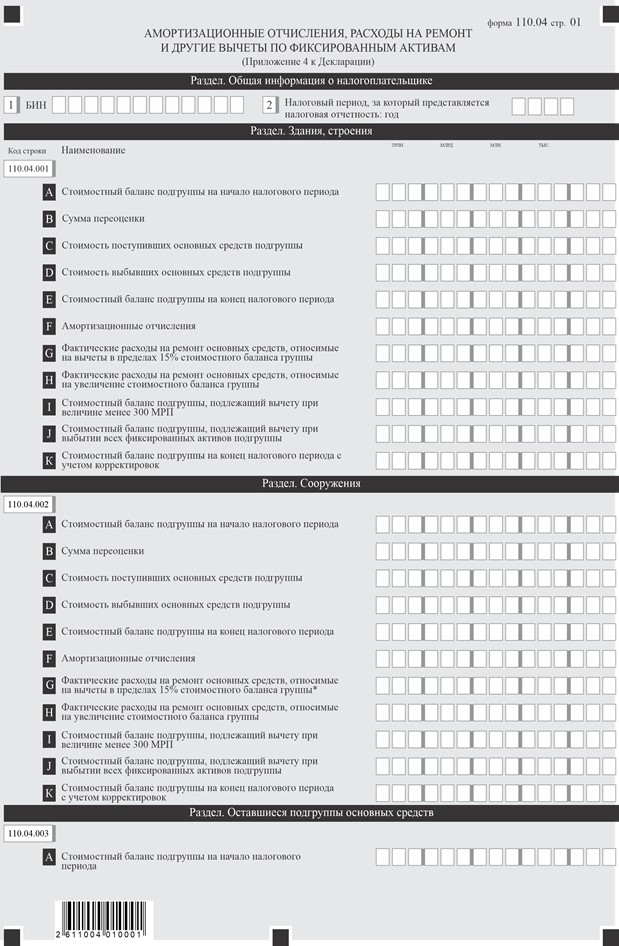 форма 110.04 стр. 01
АМОРТИЗАЦИОННЫЕ ОТЧИСЛЕНИЯ, РАСХОДЫ НА РЕМОНТ
И ДРУГИЕ ВЫЧЕТЫ ПО ФИКСИРОВАННЫМ АКТИВАМ
(Приложение 4 к Декларации)
Раздел. Общая информация о налогоплательщике
1 БИН 2 Налоговый период, за который представляется
налоговая отчетность: год
Раздел. Здания, строения
Код строки Наименование ТРЛН МЛРД МЛН ТЫС
110.04.001
A Стоимостный баланс подгруппы на начало налогового периода
B Сумма переоценки
C Стоимость поступивших основных средств подгруппы
D Стоимость выбывших основных средств подгруппы
E Стоимостный баланс подгруппы на конец налогового периода
F Амортизационные отчисления
G Фактические расходы на ремонт основных средств, относимые
на вычеты в пределах 15% стоимостного баланса группы
H Фактические расходы на ремонт основных средств, относимые
на увеличение стоимостного баланса группы
I Стоимостный баланс подгруппы, подлежащий вычету при
величине менее 300 МРП
J Стоимостный баланс подгруппы, подлежащий вычету при
выбытии всех фиксированных активов подгруппы
K Стоимостный баланс подгруппы на конец налогового периода с
учетом корректировок
Раздел. Сооружения
110.04.002
A Стоимостный баланс подгруппы на начало налогового периода
B Сумма переоценки
C Стоимость поступивших основных средств подгруппы
D Стоимость выбывших основных средств подгруппы
E Стоимостный баланс подгруппы на конец налогового периода
F Амортизационные отчисления
G Фактические расходы на ремонт основных средств, относимые
на вычеты в пределах 15% стоимостного баланса группы*
H Фактические расходы на ремонт основных средств, относимые
на увеличение стоимостного баланса группы
I Стоимостный баланс подгруппы, подлежащий вычету при
величине менее 300 МРП
J Стоимостный баланс подгруппы, подлежащий вычету при
выбытии всех фиксированных активов подгруппы
K Стоимостный баланс подгруппы на конец налогового периода
с учетом корректировок
Раздел. Оставшиеся подгруппы основных средств
110.04.003
A Стоимостный баланс подгруппы на начало налогового
периода
2 611004 010001